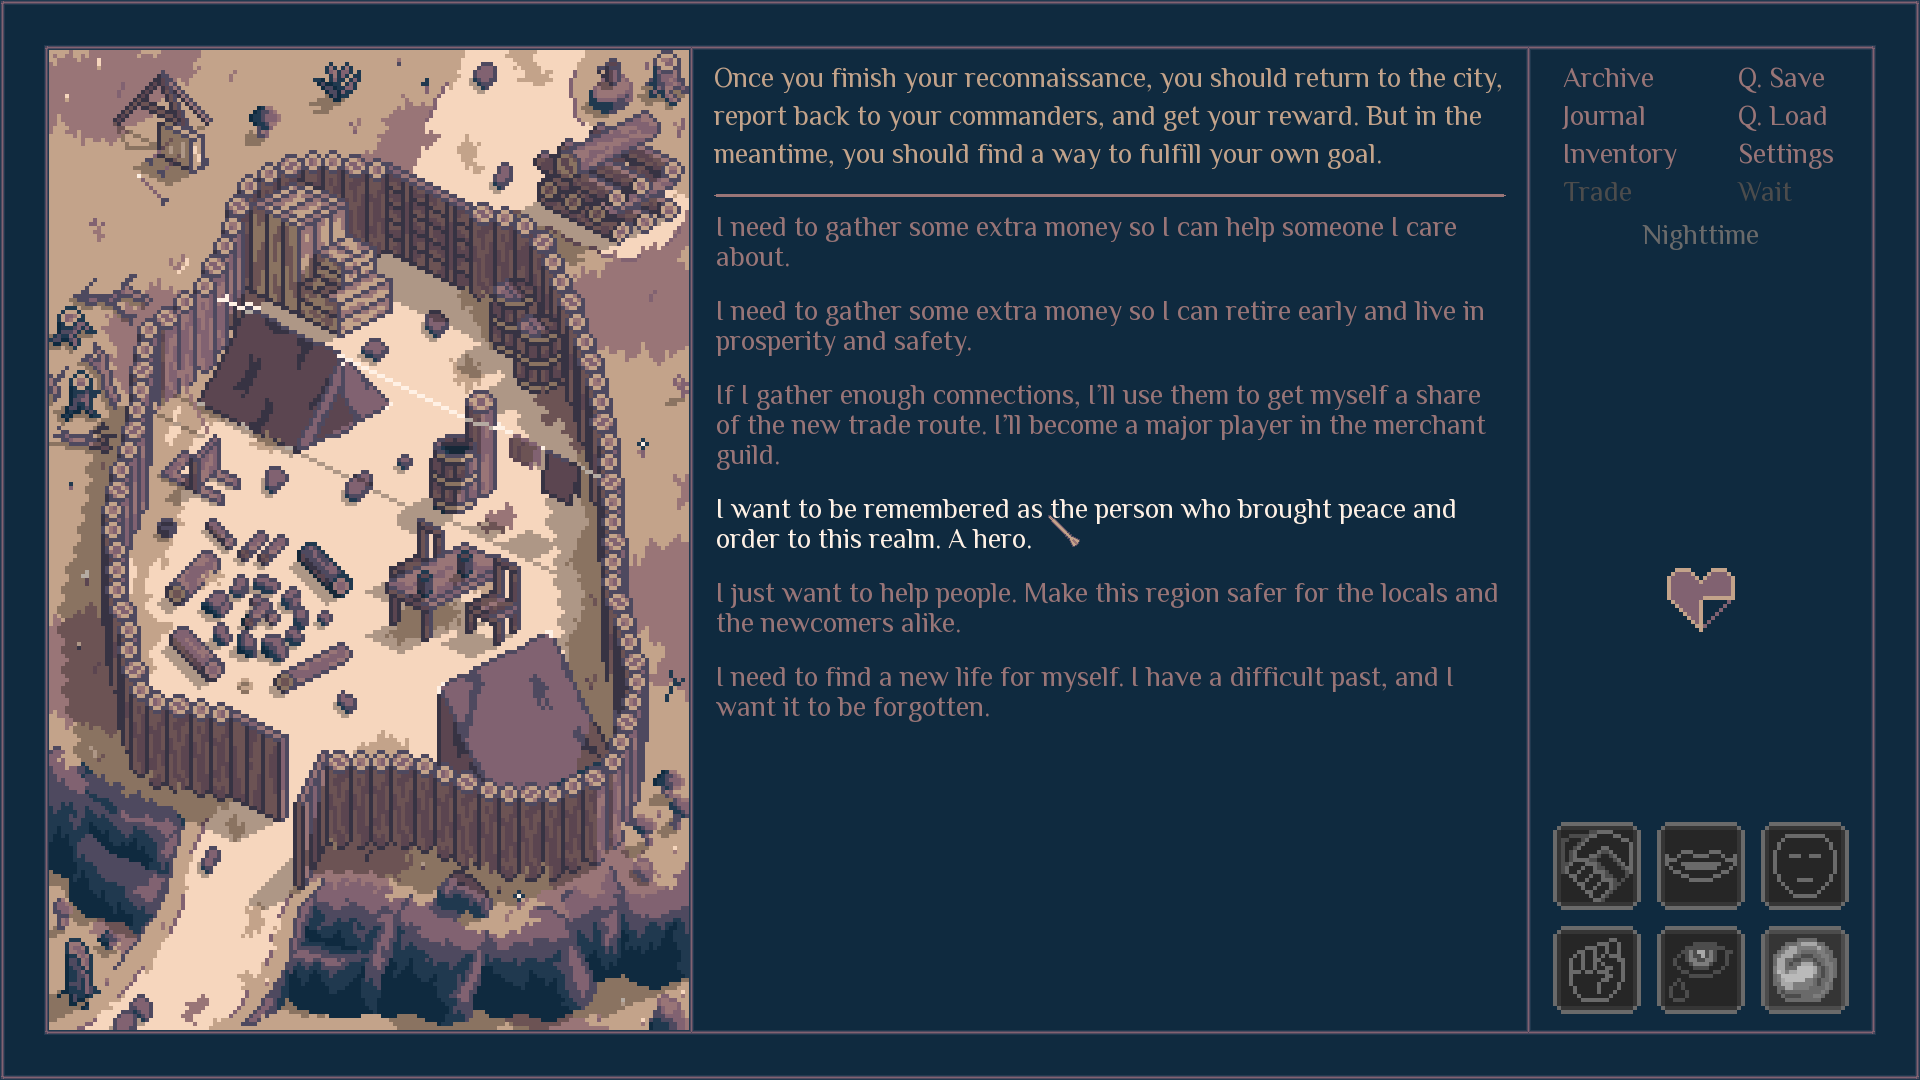 Once you finish your reconnaissance, you should return to the city,
report back to your commanders, and get your reward. But in the
meantime, you should find a way to fulfill your own goal.
I need to gather some extra money so I can help someone I care
about.
I need to gather some extra money so I can retire early and live in
prosperity and safety.
If I gather enough connections, I’ll use them to get myself a share
of the new trade route. I’ll become a major player in the merchant
guild.
I want to be remembered as the person who brought peace and
order to this realm. A hero.
I just want to help people. Make this region safer for the locals and
the newcomers alike.
I need to find a new life for myself. I have a difficult past, and I
want it to be forgotten.
Archive Q. Save
Journal Q. Load
Inventory Settings
Trade Wait
Nighttime